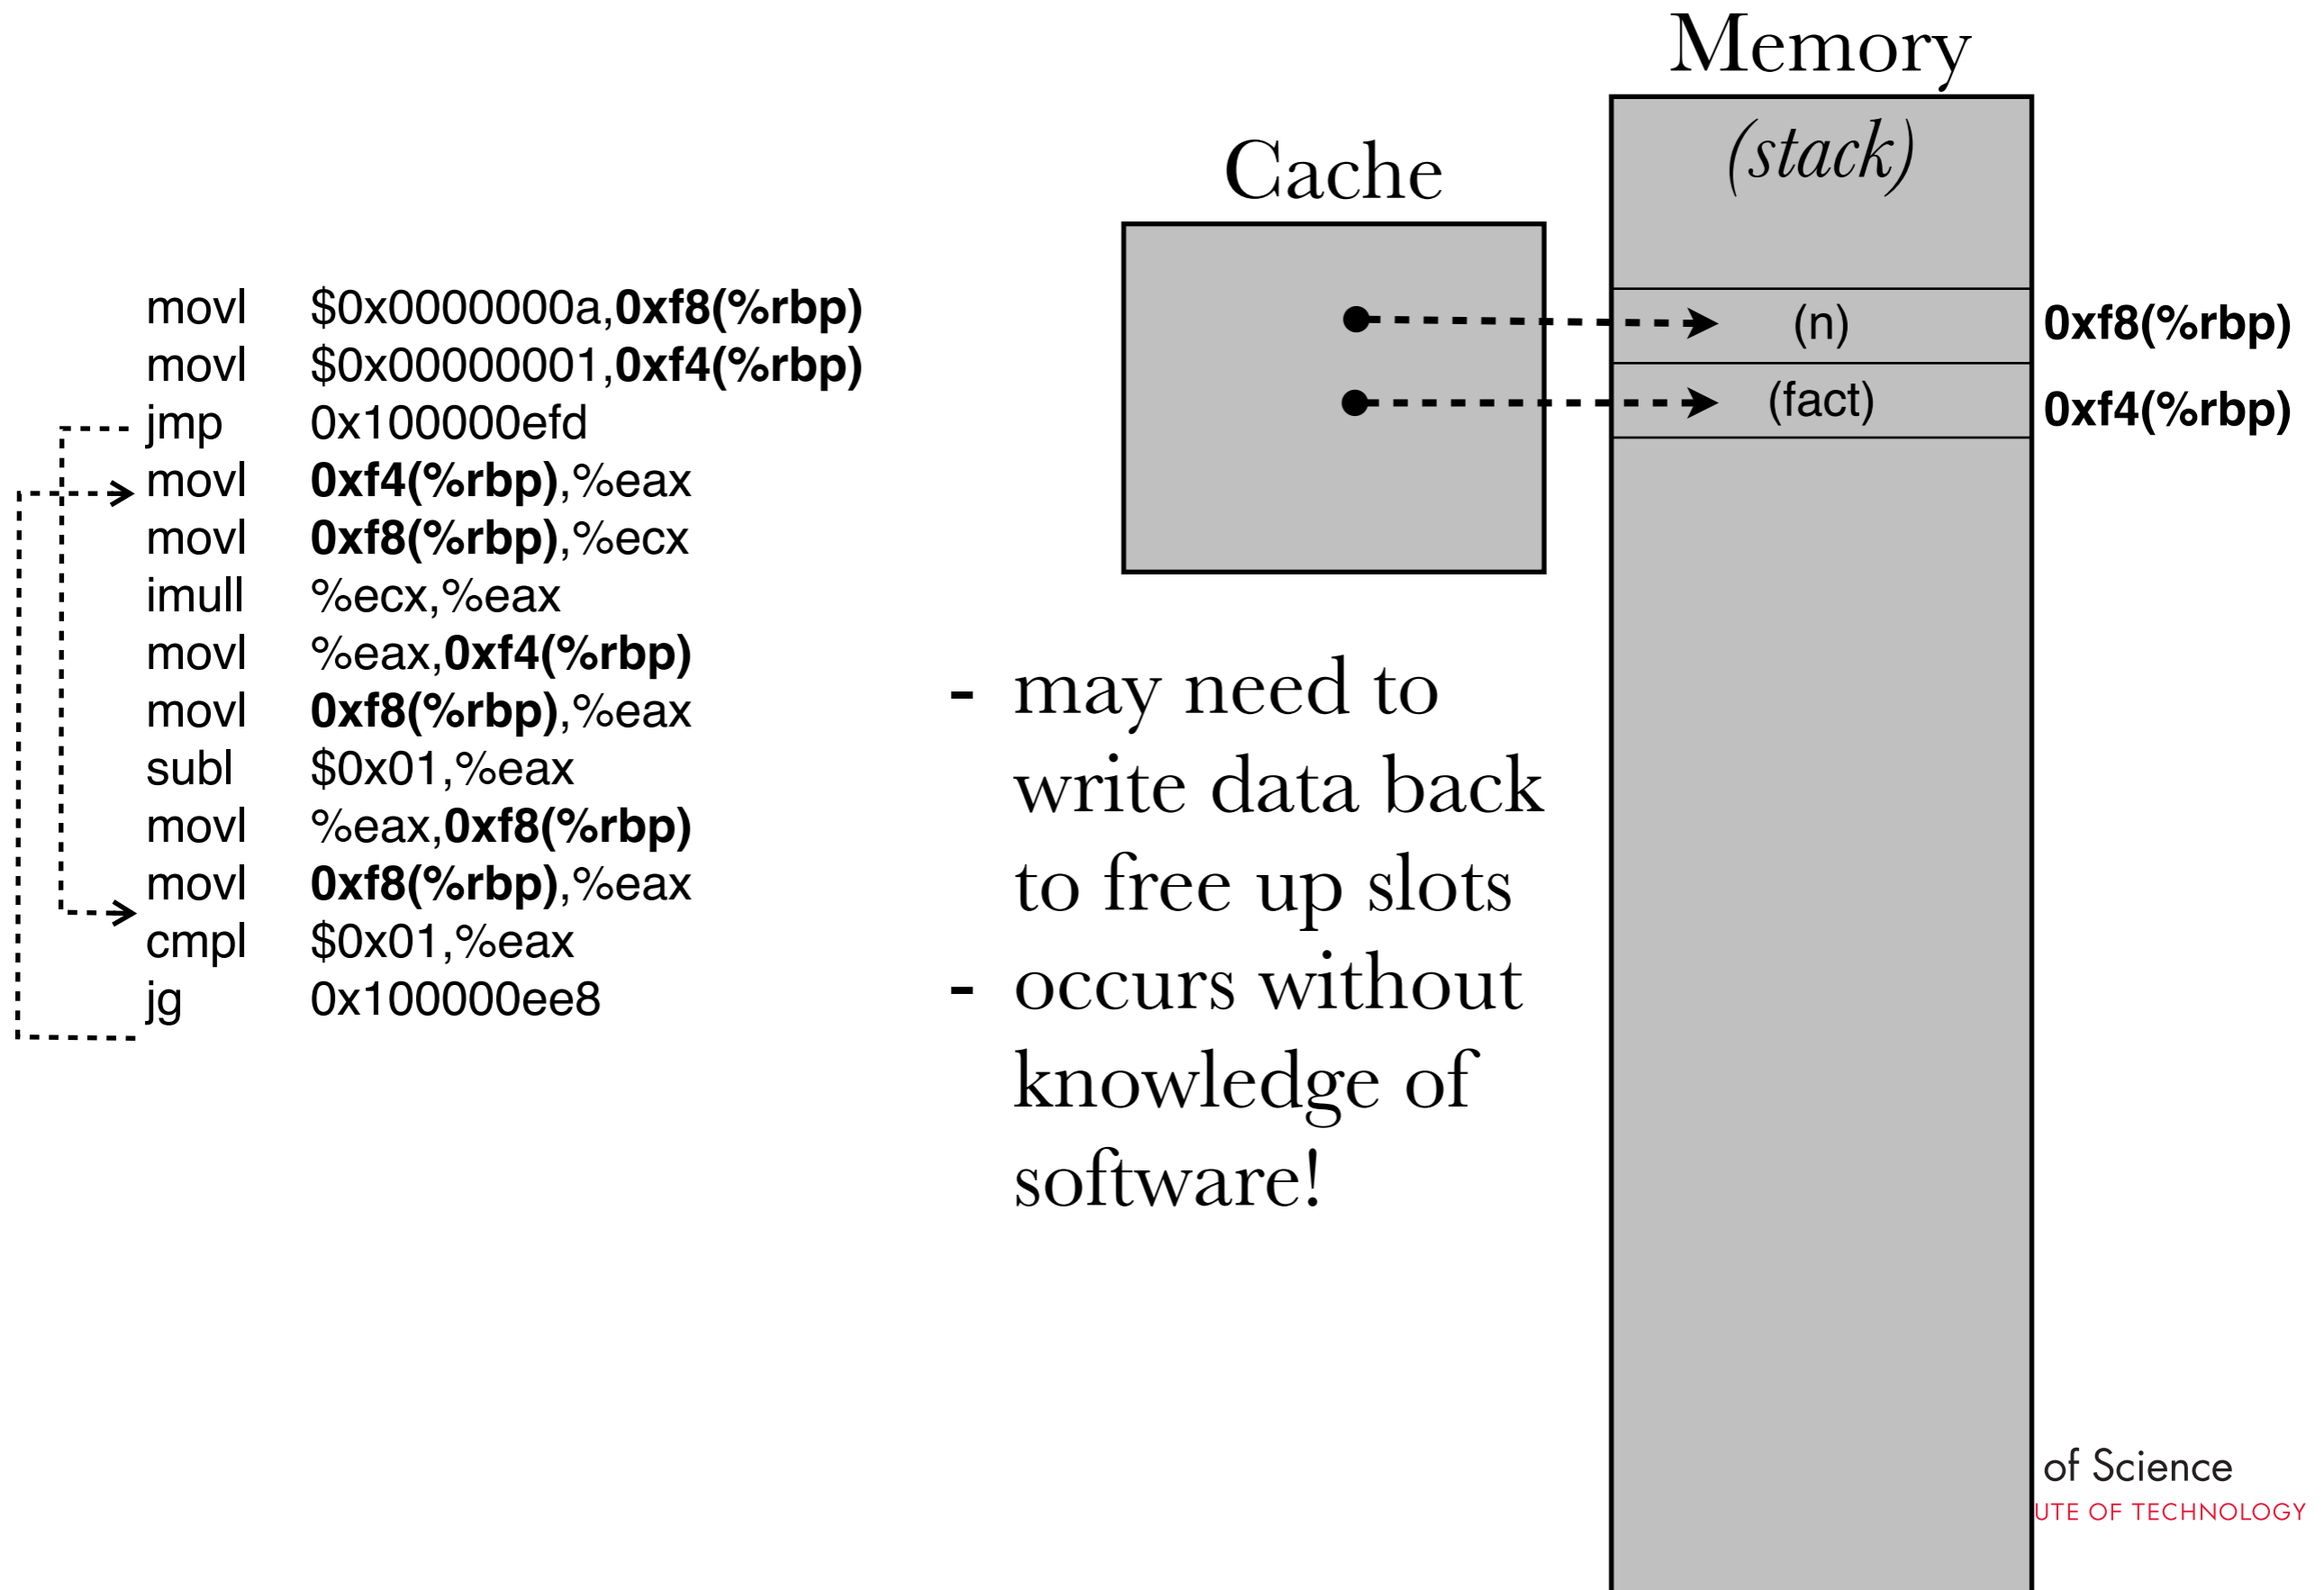 Memory
(stack)
Cache
movl $0x0000000a,0xf8(%rbp)
movl $0x00000001,0xf4(%rbp)
jmp 0x100000efd
movl 0xf4(%rbp),%eax
movl 0xf8(%rbp),%ecx
imull %ecx,%eax
movl %eax,0xf4(%rbp)
movl 0xf8(%rbp),%eax
subl $0x01,%eax
movl %eax,0xf8(%rbp)
movl 0xf8(%rbp),%eax
cmpl $0x01,%eax
jg 0x100000ee8
(n) 0xf8(%rbp)
(fact) 0xf4(%rbp)
- may need to
write data back
to free up slots
- occurs without
knowledge of
software!
of Science
UTE OF TECHNOLOGY